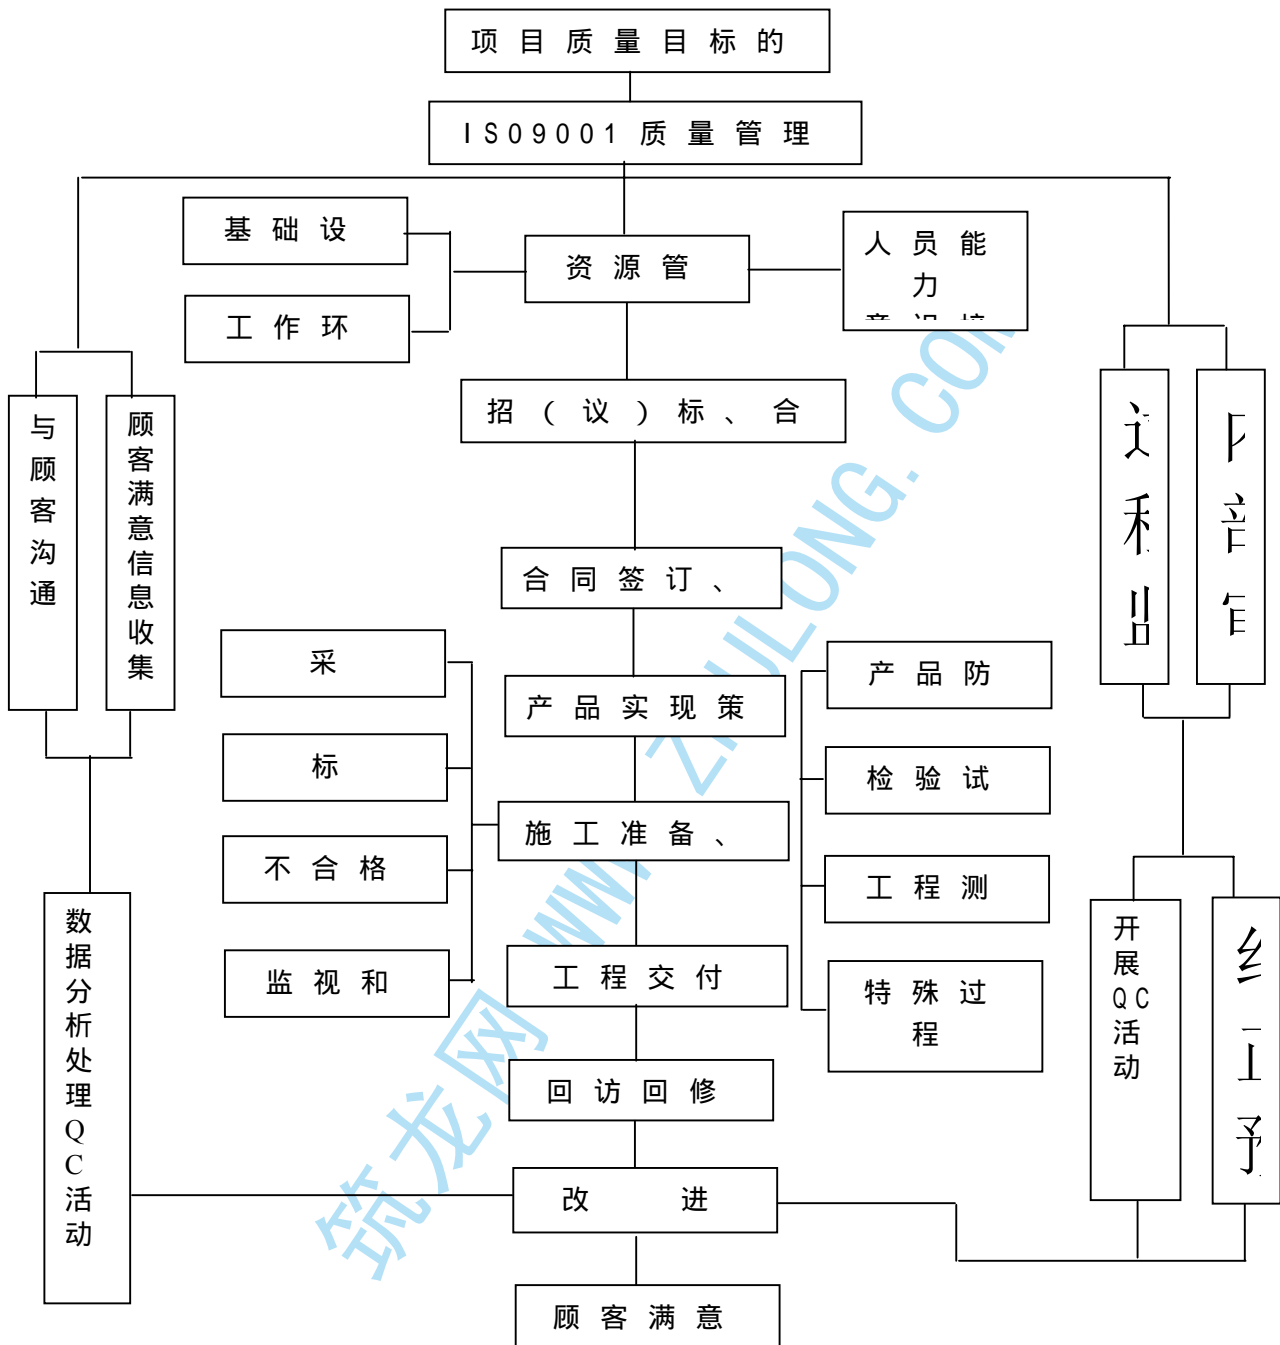 项目质量目标的
ISO9001质量管理
基础设
资源管
人员能
力
工作环
招(议)标、合
与顾客沟通
顾客满意信息收集
合同签订、
采
产品实现策
产品防
标
检验试
施工准备、
不合格
工程测
监视和
工程交付
特殊过
程
数据分析处理QC活动
开展QC活动
回访回修
改 进
顾客满意
筑龙网 WWW.ZHULONG.COM